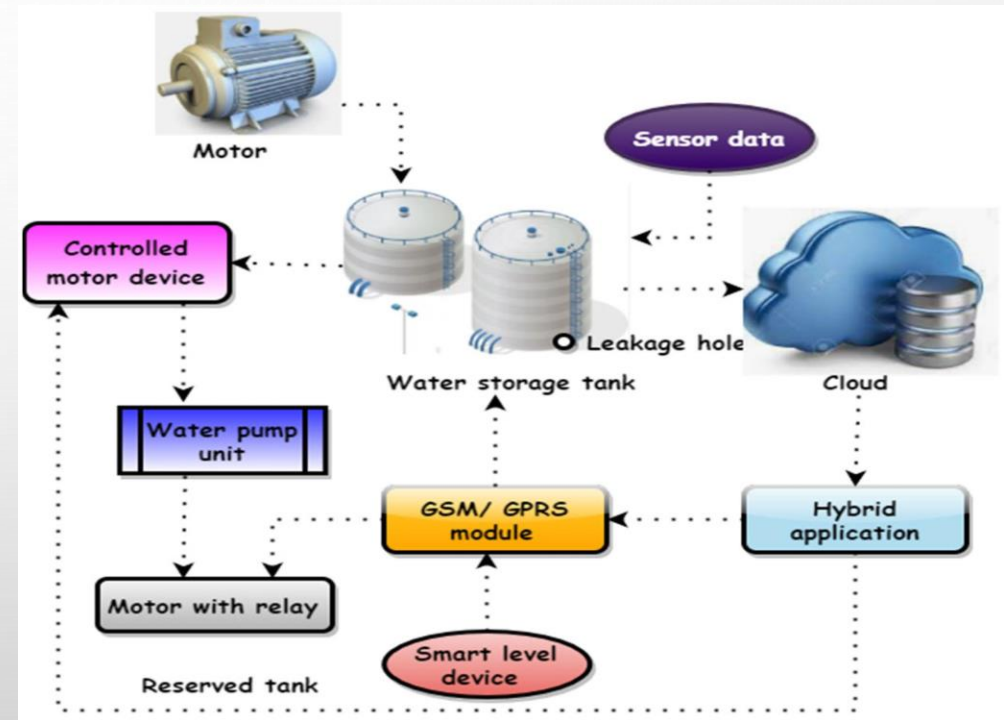 Motor
Sensor data
Controlled
motor device
Leakage hole
Water storage tank
Cloud
Water pump
unit
GSM/ GPRS
module
Hybrid
application
Motor with relay
Smart level
device
Reserved tank